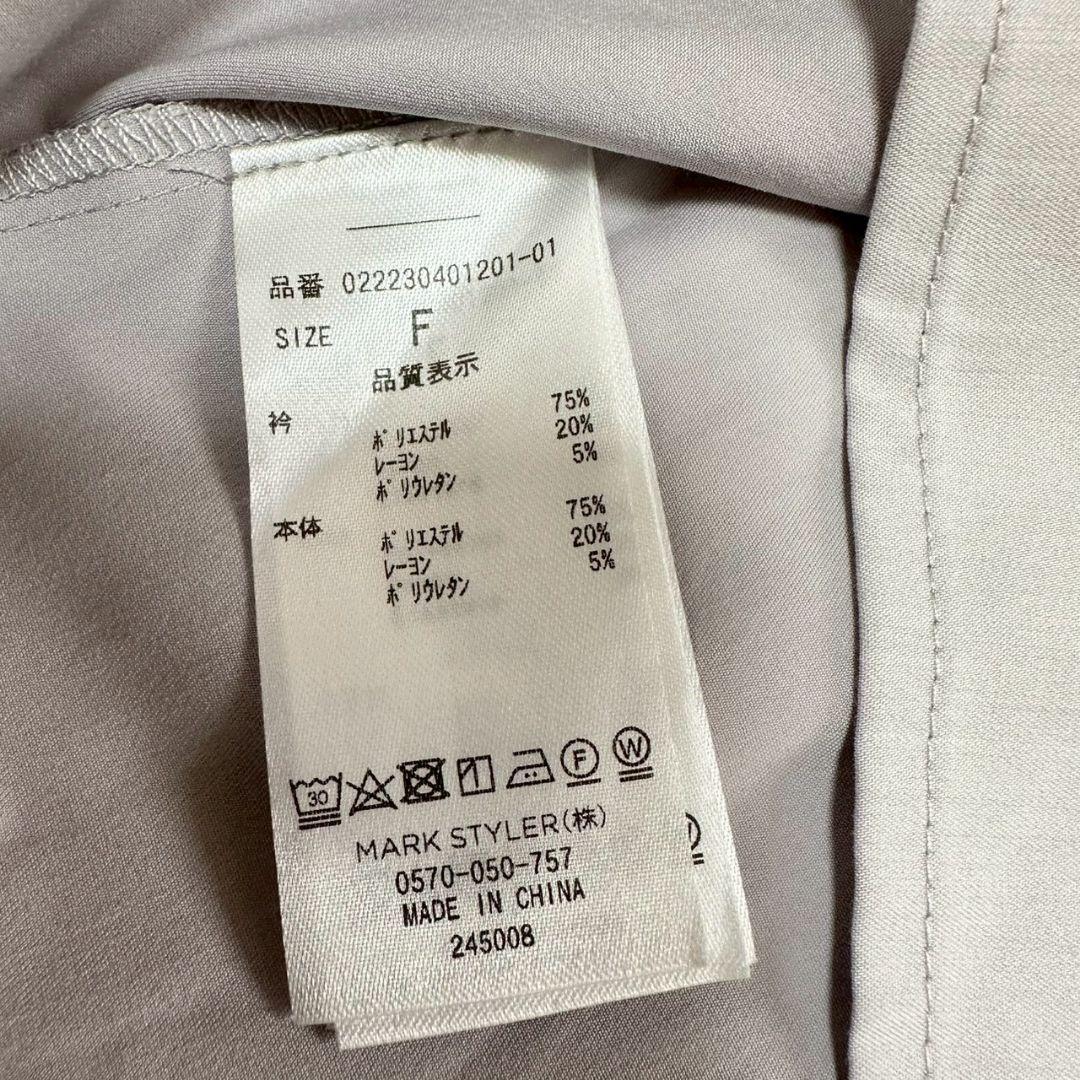 品番 022230401201-01
SIZE F
品質表示
衿
ポリエステル 75%
レーヨン 20%
ポリウレタン 5%
本体
ポリエステル 75%
レーヨン 20%
ポリウレタン 5%
30 F W
MARK STYLER(株)
0570-050-757
MADE IN CHINA
245008